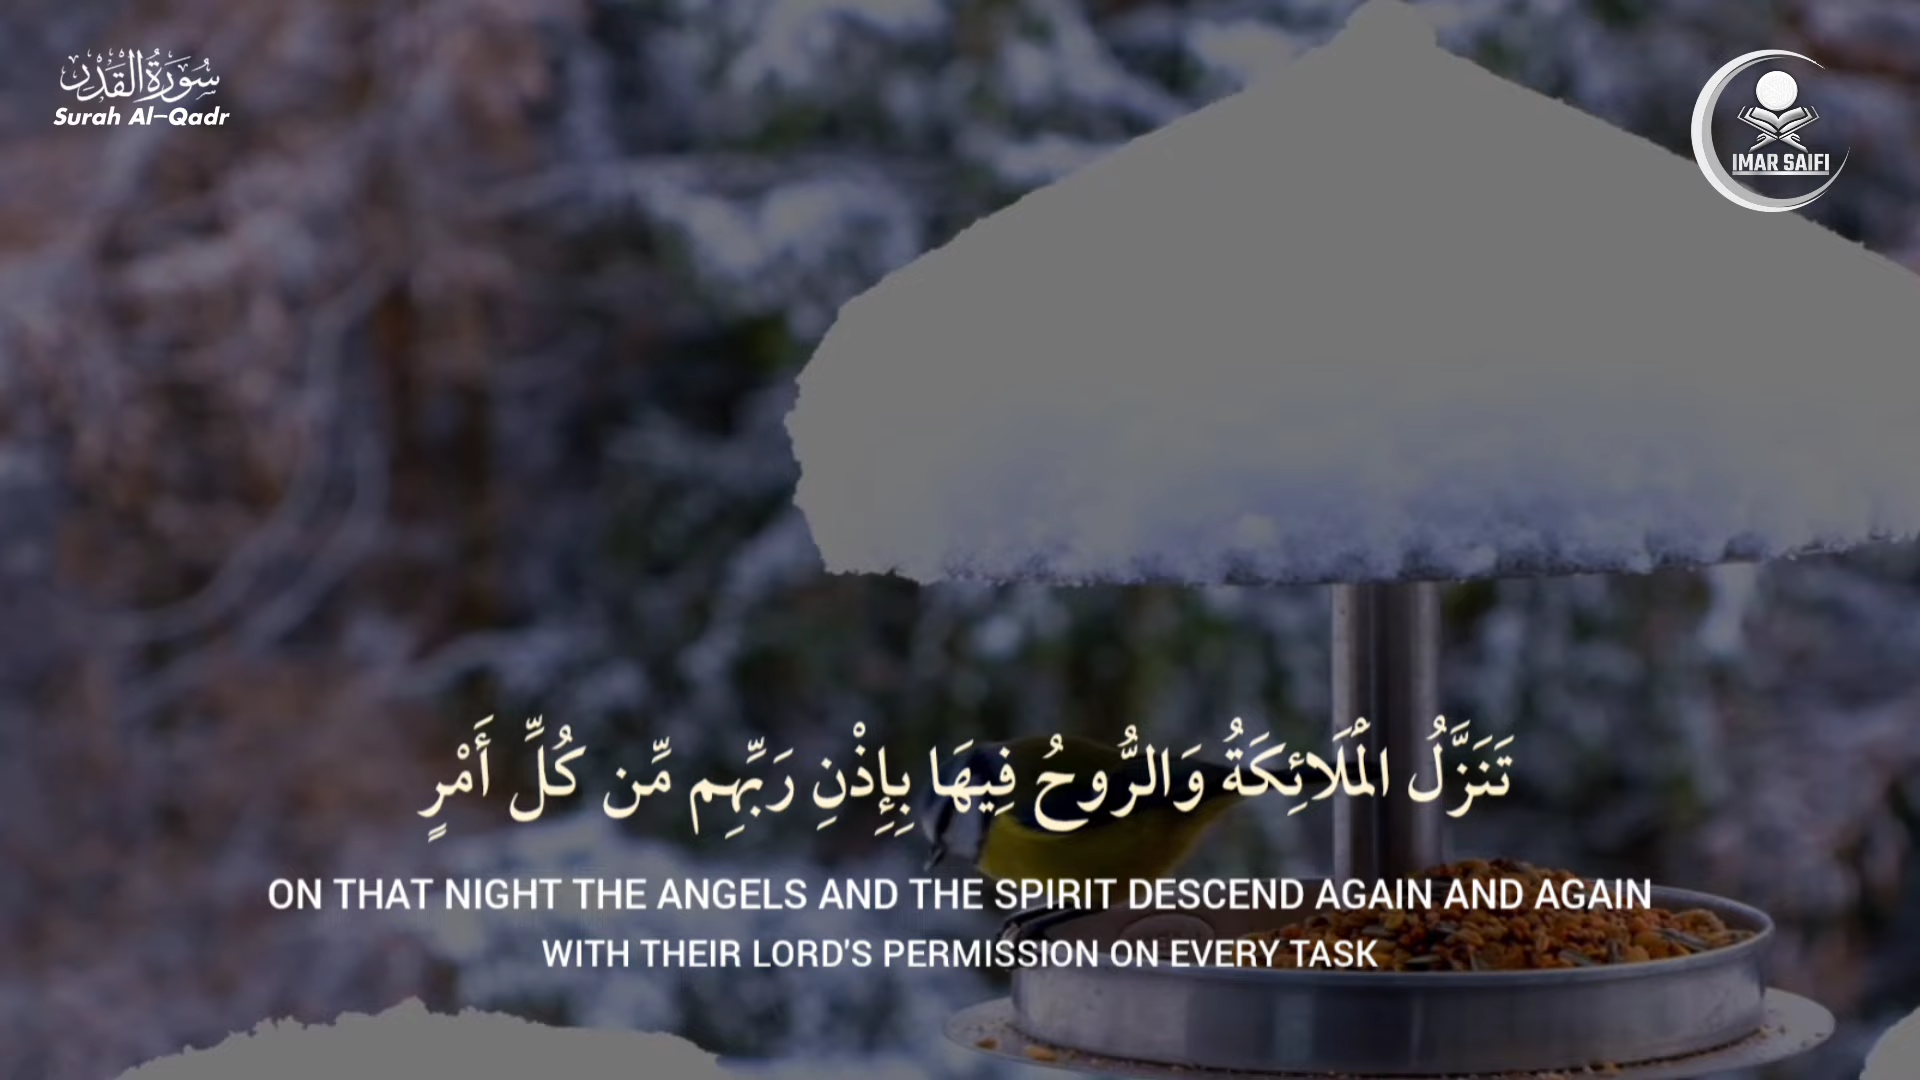 سُورَةُ الْقَدْر
Surah Al-Qadr
IMAR SAIFI
تَنَزَّلُ الْمَلَائِكَةُ وَالرُّوحُ فِيهَا بِإِذْنِ رَبِّهِم مِّن كُلِّ أَمْرٍ
ON THAT NIGHT THE ANGELS AND THE SPIRIT DESCEND AGAIN AND AGAIN
WITH THEIR LORD'S PERMISSION ON EVERY TASK